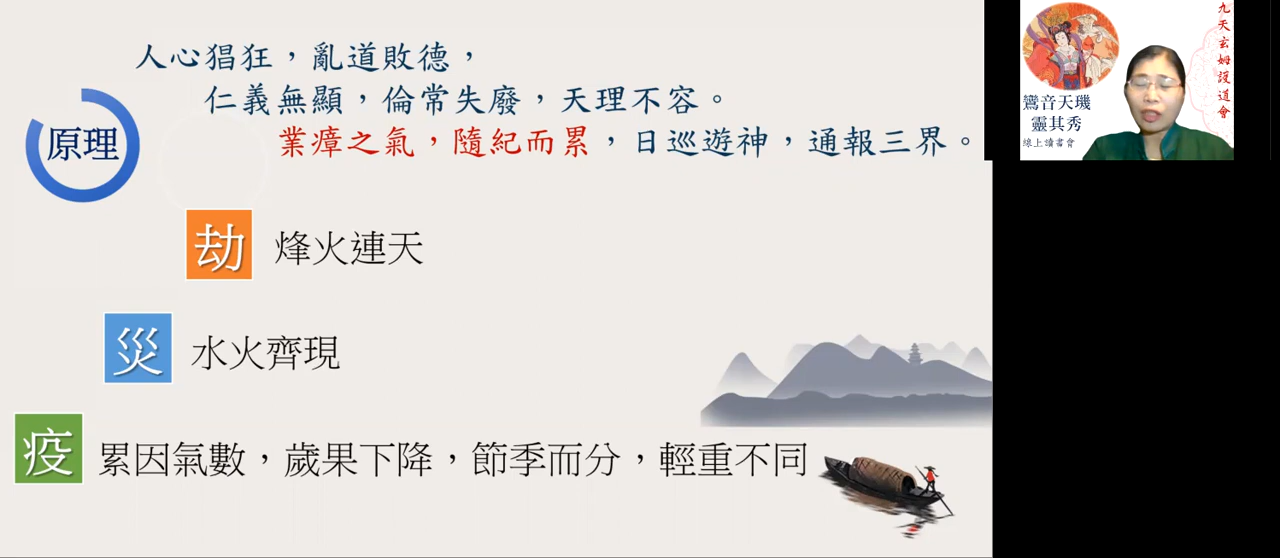 原理
人心猖狂，亂道敗德，
仁義無顯，倫常失廢，天理不容。
業瘴之氣，隨紀而累，日巡遊神，通報三界。
劫 烽火連天
災 水火齊現
疫 累因氣數，歲果下降，節季而分，輕重不同
鸞音天璣
靈其秀
線上讀書會
九天玄姆護道會